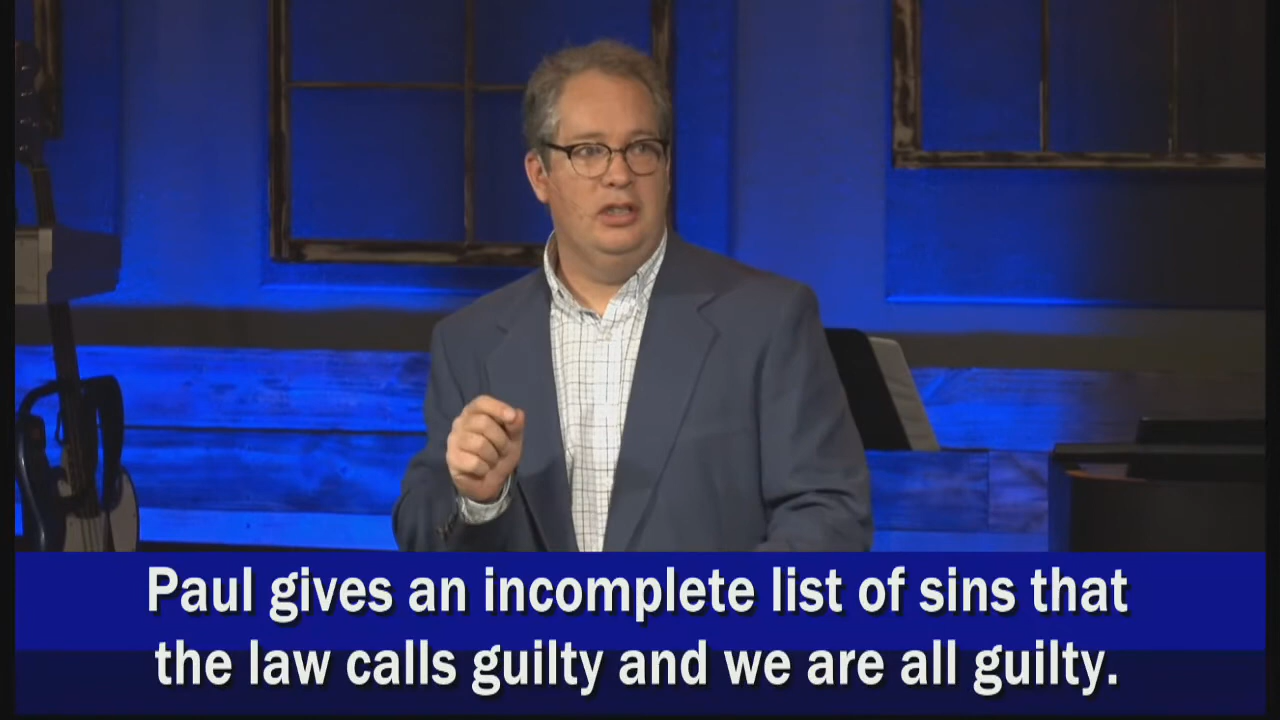 Paul gives an incomplete list of sins that
the law calls guilty and we are all guilty.